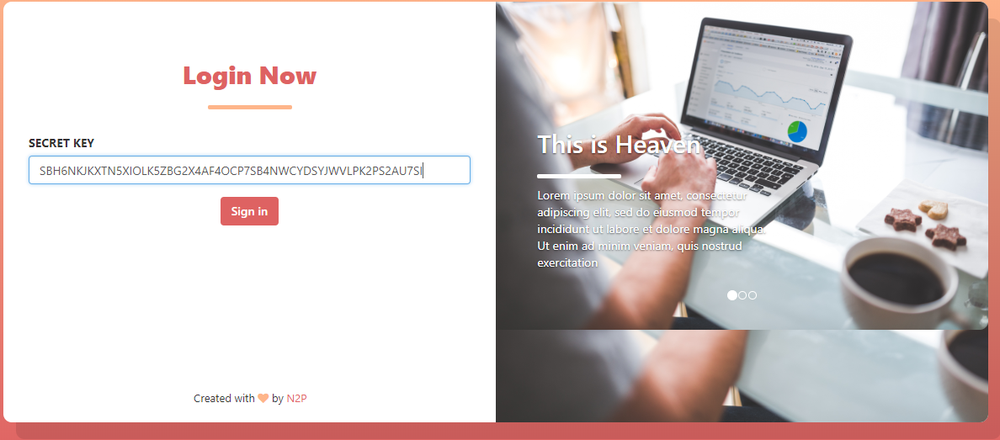 Login Now
SECRET KEY
SBH6NKJKXTN5XIOLK5ZBG2X4AF4OCP7SB4NWCYDSYJWVLPK2PS2AU7SI
Sign in
Created with 🧡 by N2P
This is Heaven
Lorem ipsum dolor sit amet, consectetur
adipiscing elit, sed do eiusmod tempor
incididunt ut labore et dolore magna aliqua.
Ut enim ad minim veniam, quis nostrud
exercitation